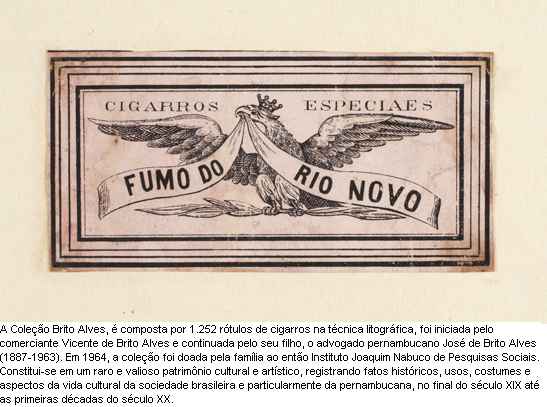 CIGARROS ESPECIAES
FUMO DO RIO NOVO
A Coleção Brito Alves, é composta por 1.252 rótulos de cigarros na técnica litográfica, foi iniciada pelo
comerciante Vicente de Brito Alves e continuada pelo seu filho, o advogado pernambucano José de Brito Alves
(1887-1963). Em 1964, a coleção foi doada pela família ao então Instituto Joaquim Nabuco de Pesquisas Sociais.
Constitui-se em um raro e valioso patrimônio cultural e artístico, registrando fatos históricos, usos, costumes e
aspectos da vida cultural da sociedade brasileira e particularmente da pernambucana, no final do século XIX até
as primeiras décadas do século XX.